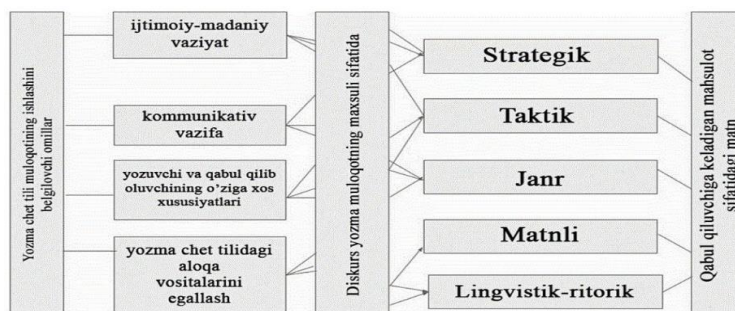 Yozma chet tili muloqotining ishlashini
belgilovchi omillar
ijtimoiy-madaniy
vaziyat
kommunikativ
vazifa
yozuvchi va qabul qilib
oluvchining o'ziga xos
xususiyatlari
yozma chet tilidagi
aloqa
vositalarini
egallash
Diskurs yozma muloqotning maxsuli sifatida
Strategik
Taktik
Janr
Matnli
Lingvistik-ritorik
Qabul qiluvchiga keladigan mahsulot
sifatidagi matn